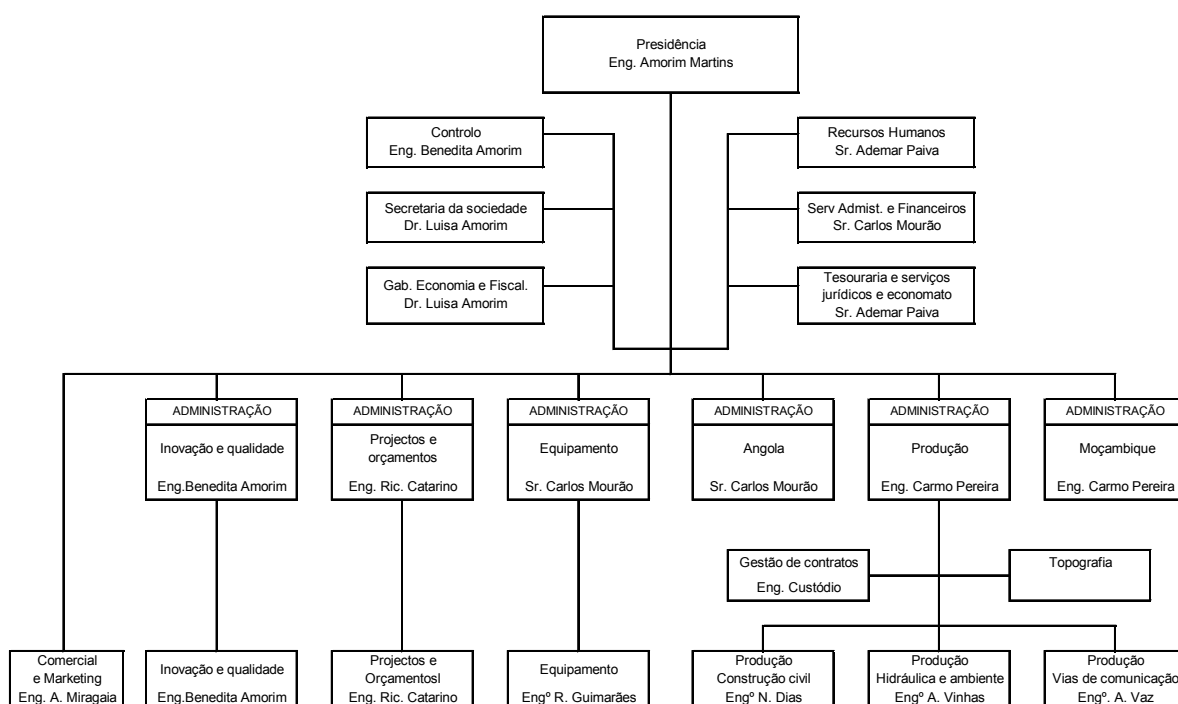 Presidência
Eng. Amorim Martins
Controlo
Eng. Benedita Amorim
Recursos Humanos
Sr. Ademar Paiva
Secretaria da sociedade
Dr. Luisa Amorim
Serv Admist. e Financeiros
Sr. Carlos Mourão
Gab. Economia e Fiscal.
Dr. Luisa Amorim
Tesouraria e serviços
jurídicos e economato
Sr. Ademar Paiva
ADMINISTRAÇÃO
Inovação e qualidade
Eng.Benedita Amorim
ADMINISTRAÇÃO
Projectos e
orçamentos
Eng. Ric. Catarino
ADMINISTRAÇÃO
Equipamento
Sr. Carlos Mourão
ADMINISTRAÇÃO
Angola
Sr. Carlos Mourão
ADMINISTRAÇÃO
Produção
Eng. Carmo Pereira
ADMINISTRAÇÃO
Moçambique
Eng. Carmo Pereira
Gestão de contratos
Eng. Custódio
Topografia
Comercial
e Marketing
Eng. A. Miragaia
Inovação e qualidade
Eng.Benedita Amorim
Projectos e
Orçamentosl
Eng. Ric. Catarino
Equipamento
Engº R. Guimarães
Produção
Construção civil
Engº N. Dias
Produção
Hidráulica e ambiente
Engº A. Vinhas
Produção
Vias de comunicação
Engº. A. Vaz